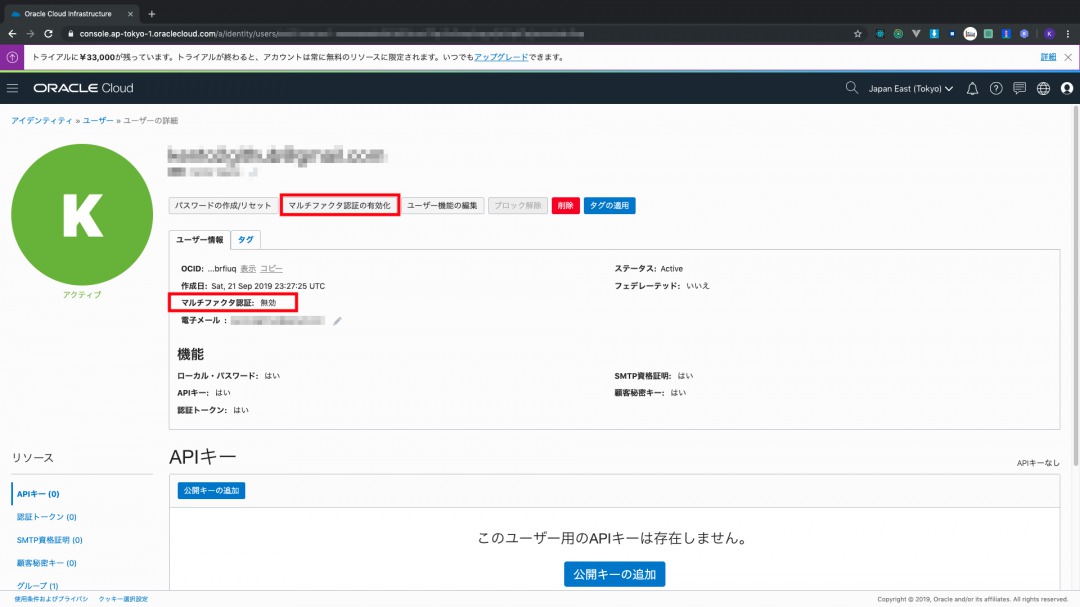 Oracle Cloud Infrastructure
console.ap-tokyo-1.oraclecloud.com/a/identity/users/
トライアルに¥33,000が残っています。トライアルが終わると、アカウントは常に無料のリソースに限定されます。いつでもアップグレードできます。 詳細
ORACLE Cloud Japan East (Tokyo)
アイデンティティ » ユーザー » ユーザーの詳細
K
アクティブ
パスワードの作成/リセット マルチファクタ認証の有効化 ユーザー機能の編集 ブロック解除 削除 タグの適用
ユーザー情報 タグ
OCID: ...brfiuq 表示 コピー ステータス: Active
作成日: Sat, 21 Sep 2019 23:27:25 UTC フェデレーテッド: いいえ
マルチファクタ認証: 無効
電子メール :
機能
ローカル・パスワード: はい SMTP資格証明: はい
APIキー: はい 顧客秘密キー: はい
認証トークン: はい
リソース
APIキー (0)
認証トークン (0)
SMTP資格証明 (0)
顧客秘密キー (0)
グループ (1)
APIキー APIキーなし
公開キーの追加
このユーザー用のAPIキーは存在しません。
公開キーの追加
使用条件およびプライバシ クッキー選択設定 Copyright © 2019, Oracle and/or its affiliates. All rights reserved.